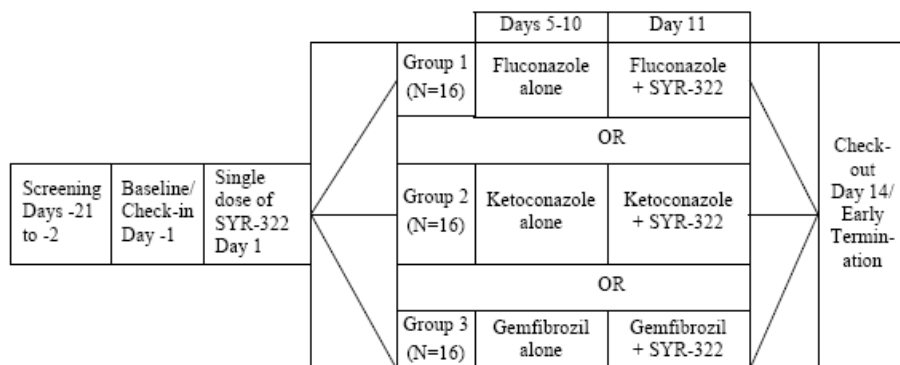 Days 5-10
Day 11
Group 1
(N=16)
Fluconazole
alone
Fluconazole
+ SYR-322
OR
Screening
Days -21
to -2
Baseline/
Check-in
Day -1
Single
dose of
SYR-322
Day 1
Group 2
(N=16)
Ketoconazole
alone
Ketoconazole
+ SYR-322
OR
Group 3
(N=16)
Gemfibrozil
alone
Gemfibrozil
+ SYR-322
Check-
out
Day 14/
Early
Termin-
ation